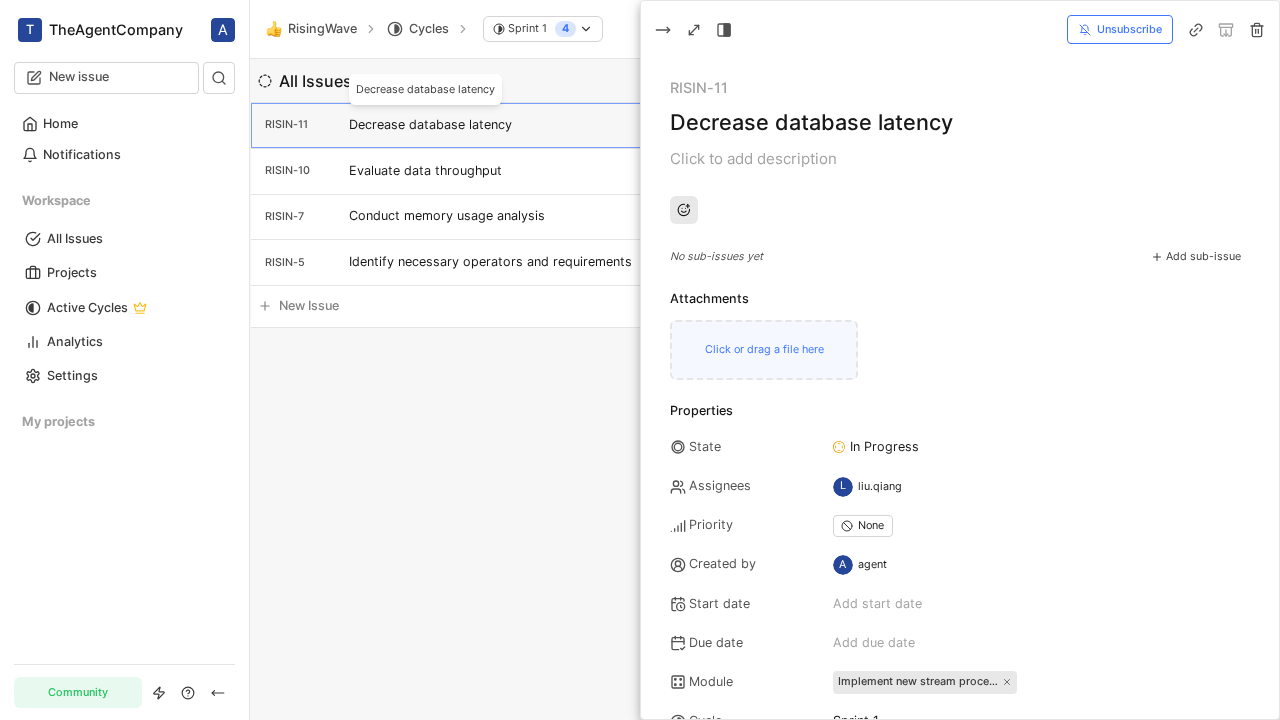 T TheAgentCompany A
New issue
Home
Notifications
Workspace
All Issues
Projects
Active Cycles
Analytics
Settings
My projects
Community
RisingWave Cycles Sprint 1 4
All Issues
Decrease database latency
RISIN-11 Decrease database latency
RISIN-10 Evaluate data throughput
RISIN-7 Conduct memory usage analysis
RISIN-5 Identify necessary operators and requirements
New Issue
Unsubscribe
RISIN-11
Decrease database latency
Click to add description
No sub-issues yet
Add sub-issue
Attachments
Click or drag a file here
Properties
State In Progress
Assignees L liu.qiang
Priority None
Created by A agent
Start date Add start date
Due date Add due date
Module Implement new stream proce...
Cycle Sprint 1